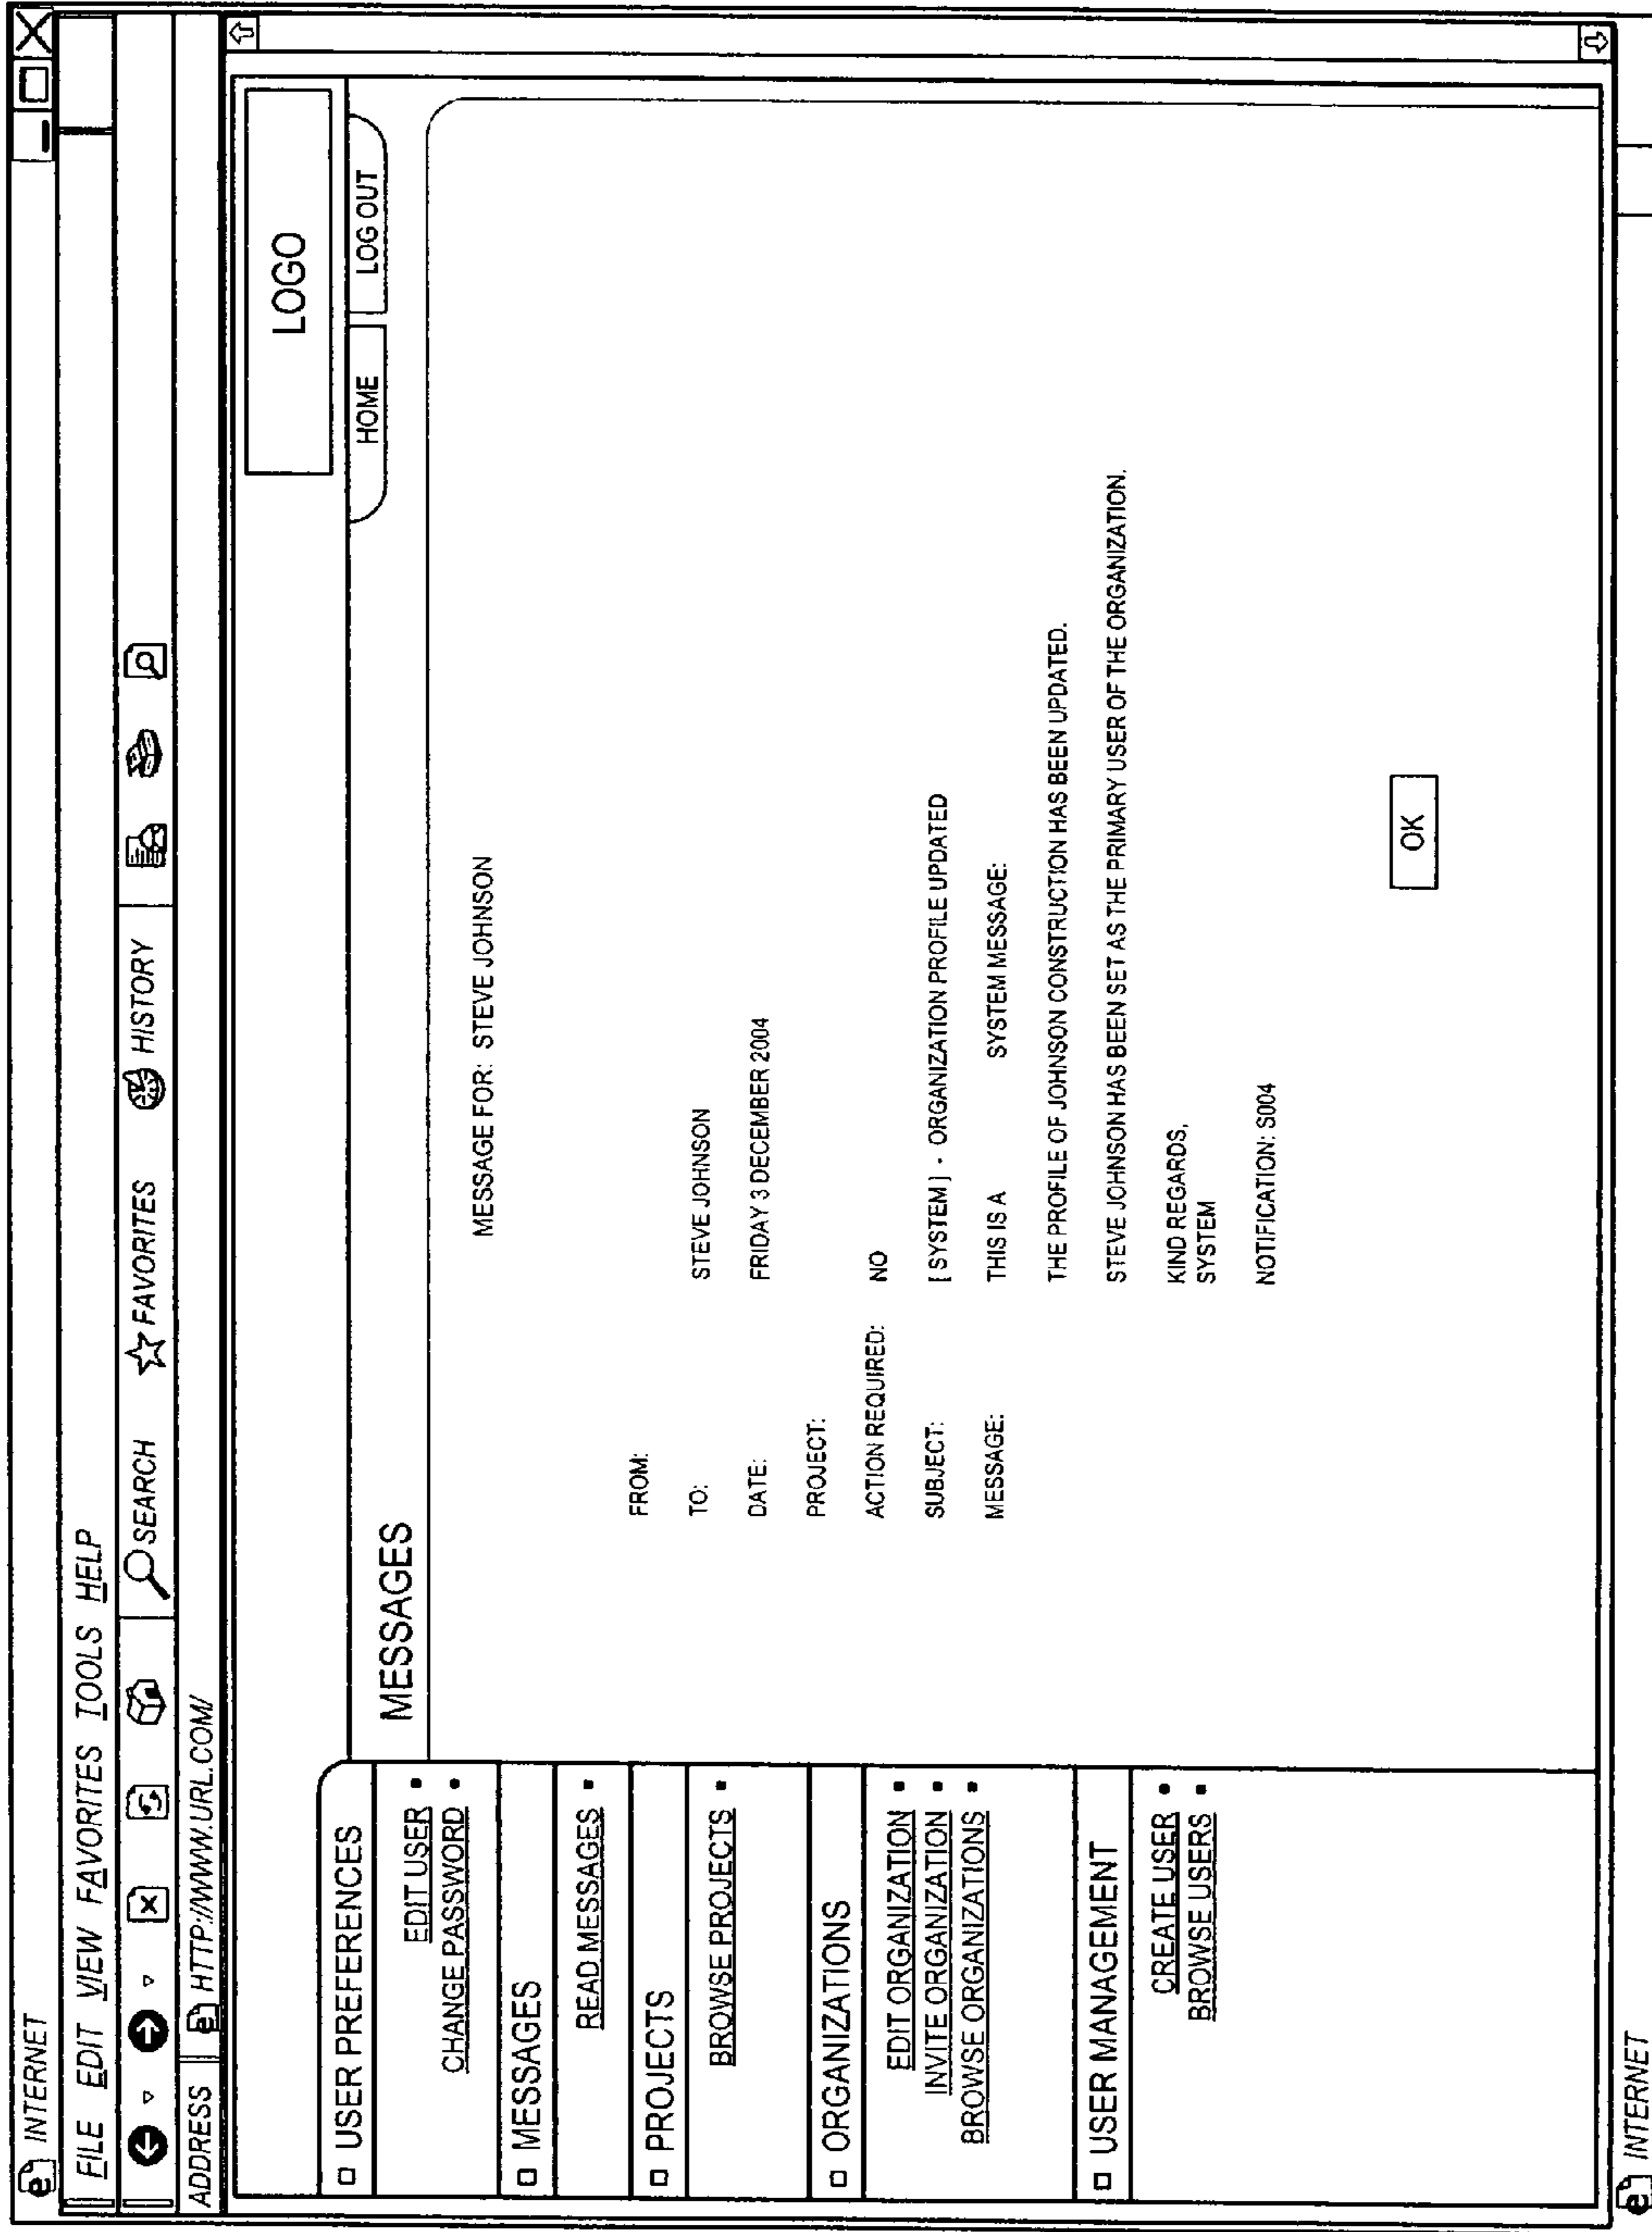 INTERNET
FILE EDIT VIEW FAVORITES TOOLS HELP
SEARCH FAVORITES HISTORY
ADDRESS HTTP://WWW.URL.COM/
LOGO
HOME LOG OUT
USER PREFERENCES
EDIT USER
CHANGE PASSWORD
MESSAGES
READ MESSAGES
PROJECTS
BROWSE PROJECTS
ORGANIZATIONS
EDIT ORGANIZATION
INVITE ORGANIZATION
BROWSE ORGANIZATIONS
USER MANAGEMENT
CREATE USER
BROWSE USERS
MESSAGES
MESSAGE FOR: STEVE JOHNSON
FROM:
TO: STEVE JOHNSON
DATE: FRIDAY 3 DECEMBER 2004
PROJECT:
ACTION REQUIRED: NO
SUBJECT: [SYSTEM] - ORGANIZATION PROFILE UPDATED
MESSAGE: THIS IS A SYSTEM MESSAGE:
THE PROFILE OF JOHNSON CONSTRUCTION HAS BEEN UPDATED.
STEVE JOHNSON HAS BEEN SET AS THE PRIMARY USER OF THE ORGANIZATION.
KIND REGARDS,
SYSTEM
NOTIFICATION: S004
OK
INTERNET